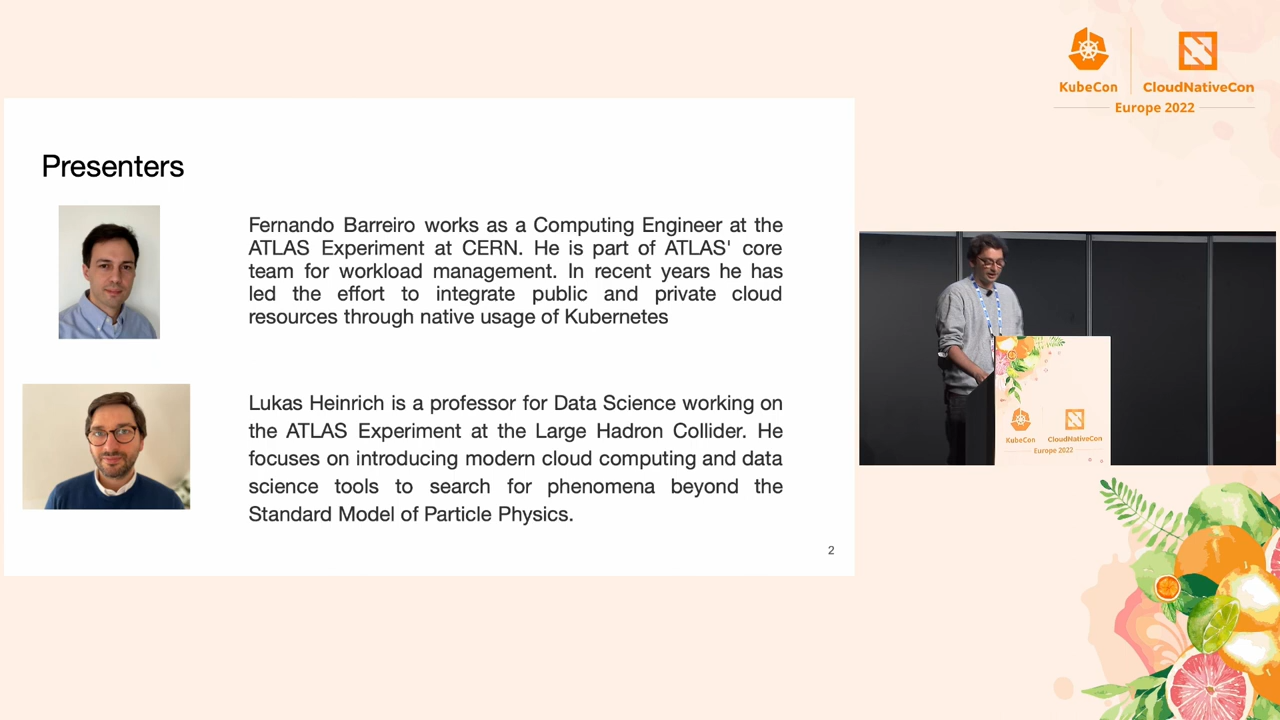 KubeCon
CloudNativeCon
Europe 2022
Presenters
Fernando Barreiro works as a Computing Engineer at the
ATLAS Experiment at CERN. He is part of ATLAS' core
team for workload management. In recent years he has
led the effort to integrate public and private cloud
resources through native usage of Kubernetes
Lukas Heinrich is a professor for Data Science working on
the ATLAS Experiment at the Large Hadron Collider. He
focuses on introducing modern cloud computing and data
science tools to search for phenomena beyond the
Standard Model of Particle Physics.
2
KubeCon
CloudNativeCon
Europe 2022